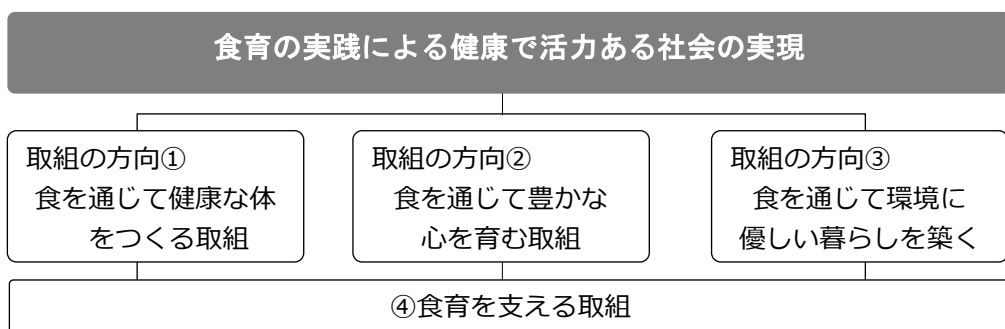 食育の実践による健康で活力ある社会の実現
取組の方向①
食を通じて健康な体
をつくる取組
取組の方向②
食を通じて豊かな
心を育む取組
取組の方向③
食を通じて環境に
優しい暮らしを築く
④食育を支える取組